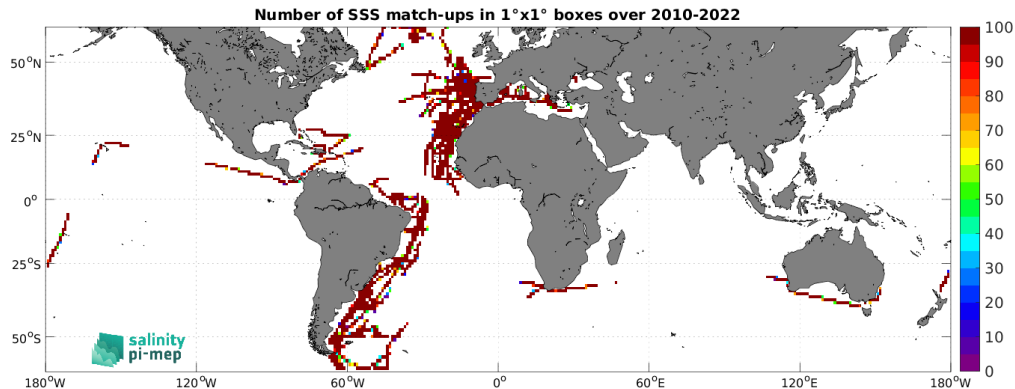 Number of SSS match-ups in 1°x1° boxes over 2010-2022
50°N
25°N
0°
25°S
50°S
180°W
120°W
60°W
0°
60°E
120°E
180°W
100
90
80
70
60
50
40
30
20
10
0
salinity
pi-mep